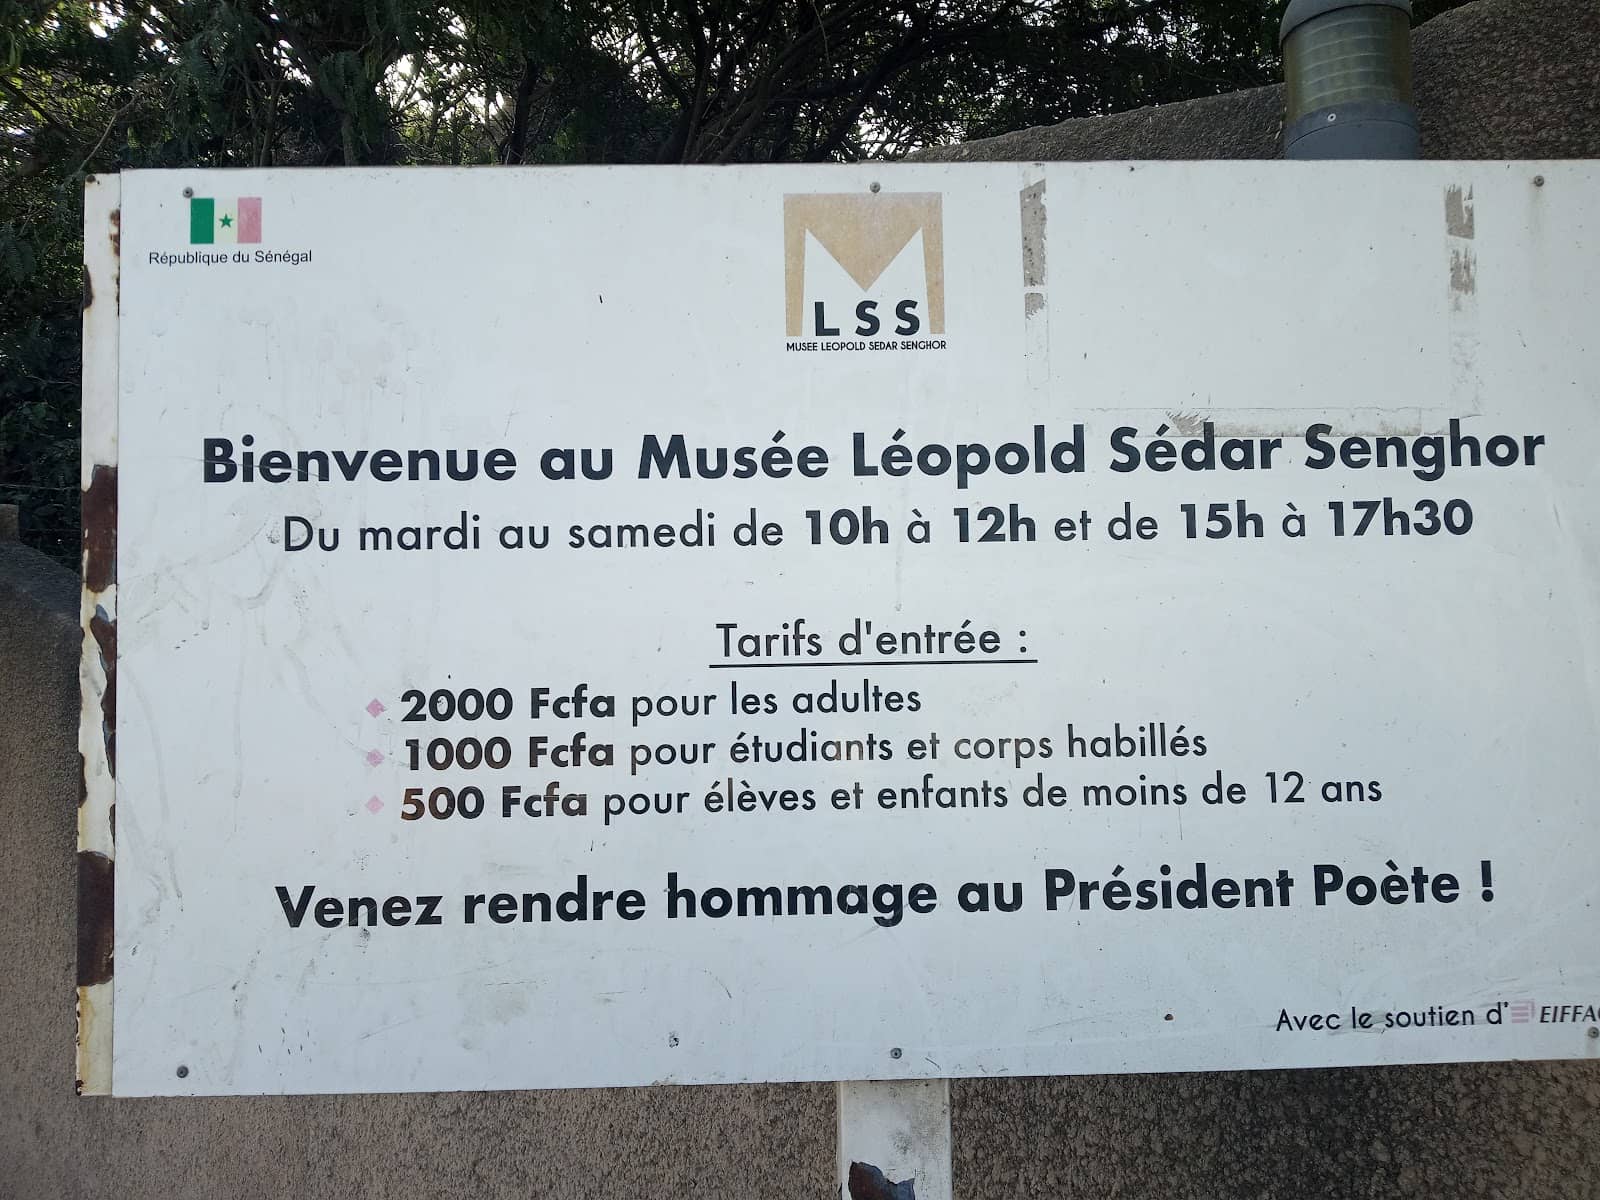 République du Sénégal
LSS
MUSEE LEOPOLD SEDAR SENGHOR
Bienvenue au Musée Léopold Sédar Senghor
Du mardi au samedi de 10h à 12h et de 15h à 17h30
Tarifs d'entrée :
2000 Fcfa pour les adultes
1000 Fcfa pour étudiants et corps habillés
500 Fcfa pour élèves et enfants de moins de 12 ans
Venez rendre hommage au Président Poète !
Avec le soutien d'